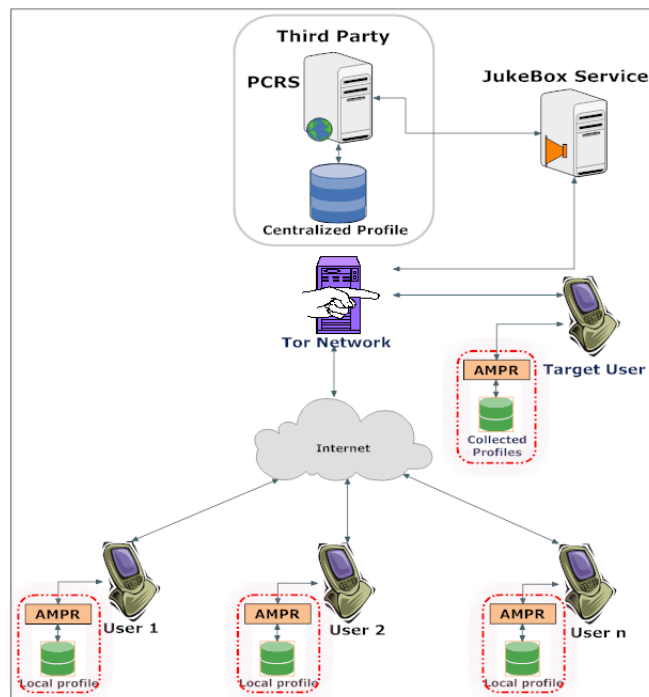 Third Party
PCRS
JukeBox Service
Centralized Profile
Tor Network
AMPR
Target User
Collected
Profiles
Internet
AMPR
User 1
Local profile
AMPR
User 2
Local profile
AMPR
User n
Local profile